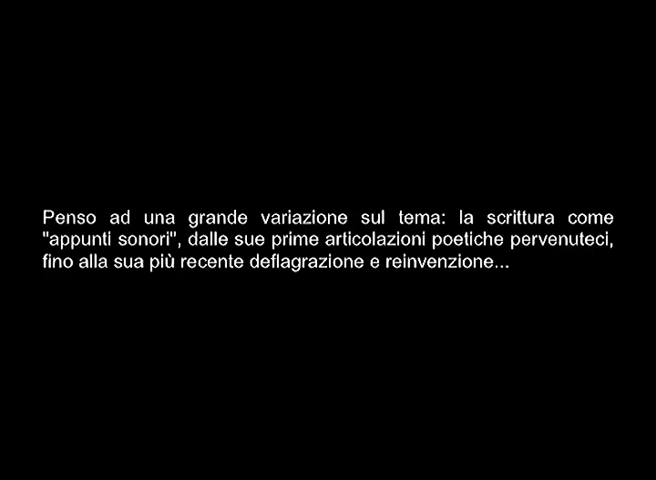 Penso ad una grande variazione sul tema: la scrittura come
"appunti sonori", dalle sue prime articolazioni poetiche pervenuteci,
fino alla sua più recente deflagrazione e reinvenzione...